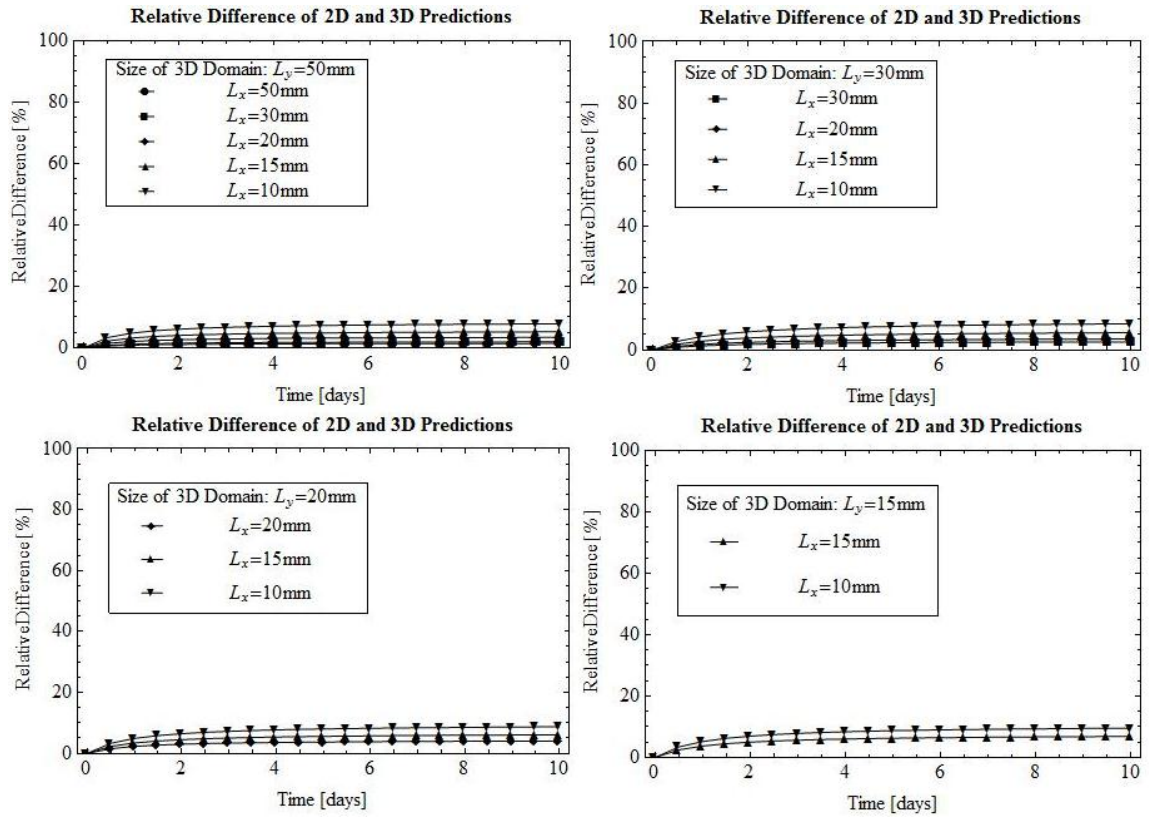 Relative Difference of 2D and 3D Predictions
100
80
60
40
20
0
RelativeDifference[%]
Size of 3D Domain: Ly=50mm
Lx=50mm
Lx=30mm
Lx=20mm
Lx=15mm
Lx=10mm
0 2 4 6 8 10
Time [days]
Relative Difference of 2D and 3D Predictions
100
80
60
40
20
0
RelativeDifference[%]
Size of 3D Domain: Ly=30mm
Lx=30mm
Lx=20mm
Lx=15mm
Lx=10mm
0 2 4 6 8 10
Time [days]
Relative Difference of 2D and 3D Predictions
100
80
60
40
20
0
RelativeDifference[%]
Size of 3D Domain: Ly=20mm
Lx=20mm
Lx=15mm
Lx=10mm
0 2 4 6 8 10
Time [days]
Relative Difference of 2D and 3D Predictions
100
80
60
40
20
0
RelativeDifference[%]
Size of 3D Domain: Ly=15mm
Lx=15mm
Lx=10mm
0 2 4 6 8 10
Time [days]